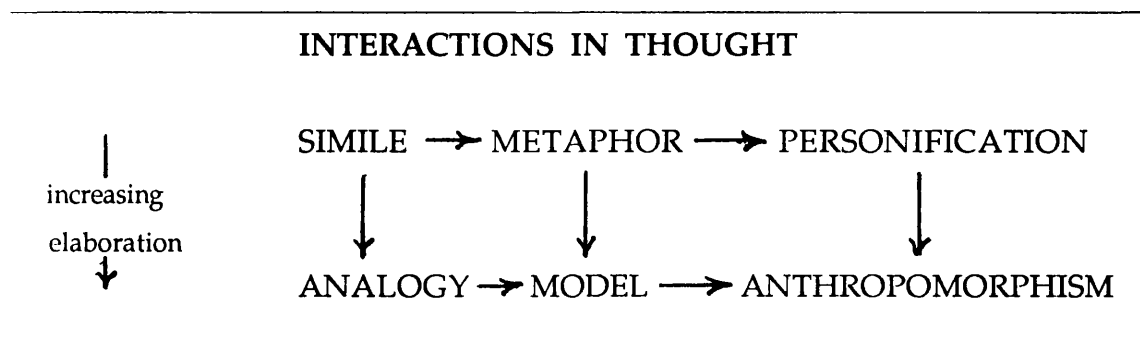 INTERACTIONS IN THOUGHT
SIMILE → METAPHOR → PERSONIFICATION
increasing
elaboration
ANALOGY → MODEL → ANTHROPOMORPHISM